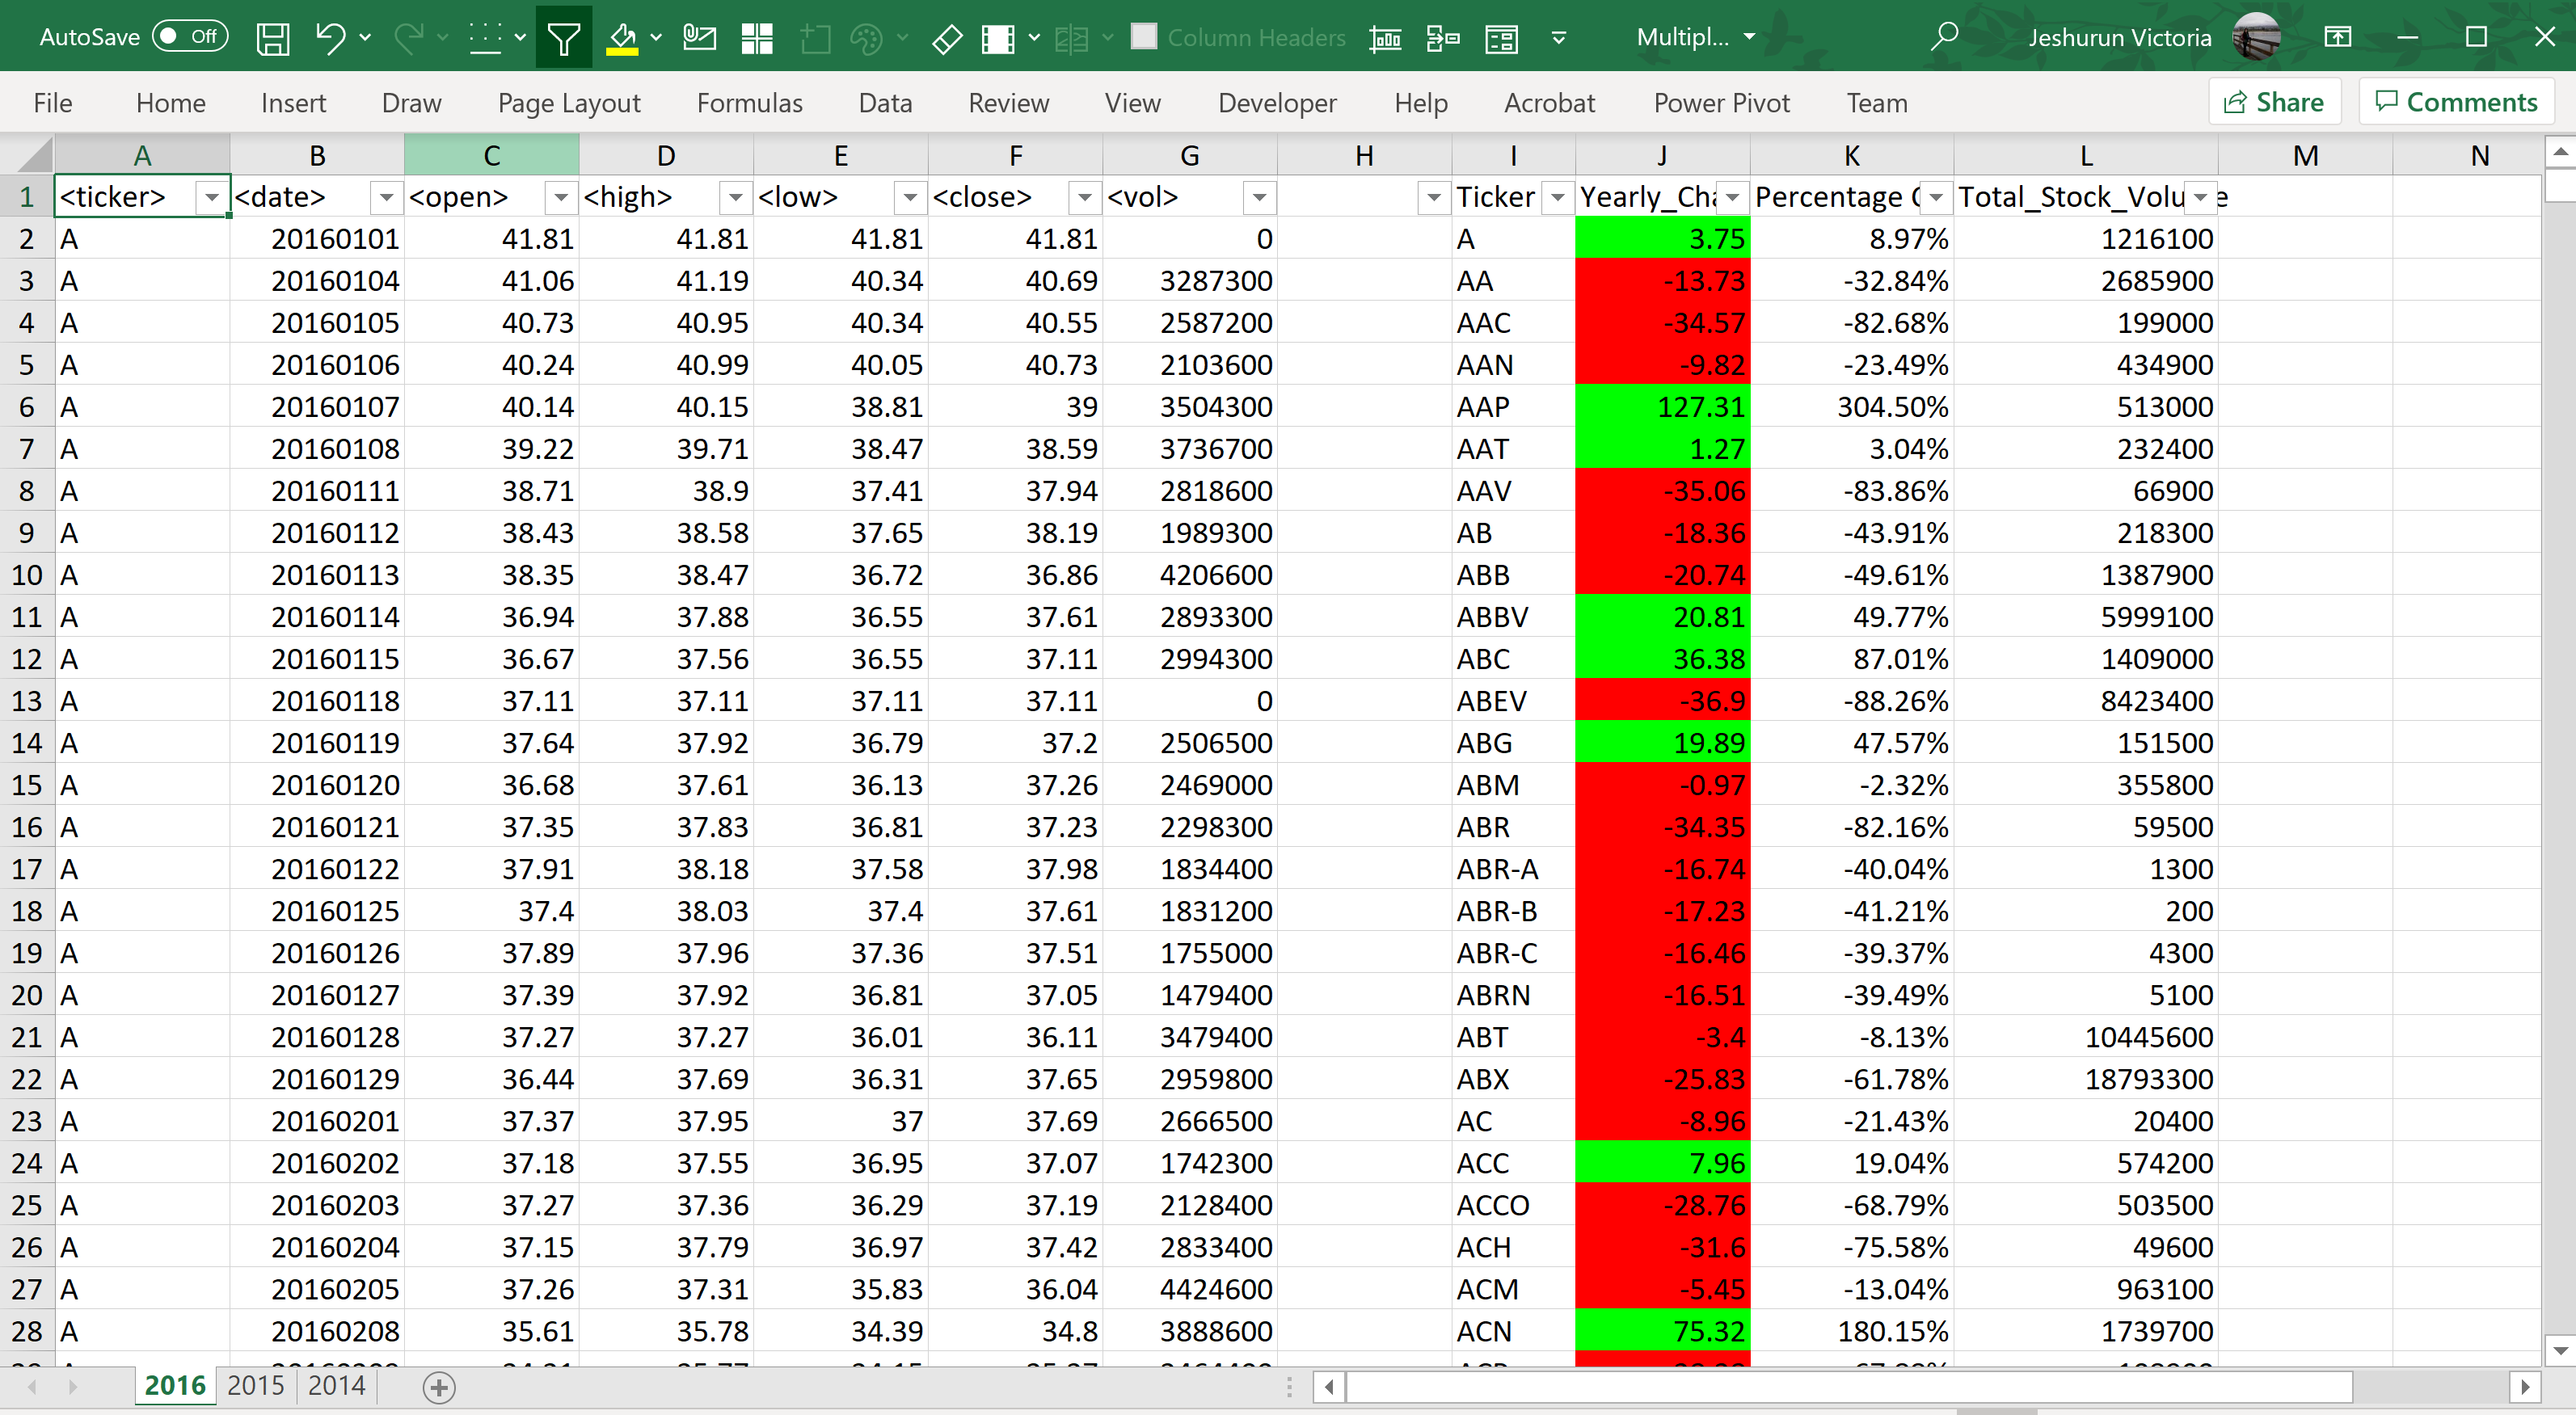 AutoSave Off Column Headers Multipl... Jeshurun Victoria
File Home Insert Draw Page Layout Formulas Data Review View Developer Help Acrobat Power Pivot Team Share Comments
A B C D E F G H I J K L M N
1 <ticker> <date> <open> <high> <low> <close> <vol> Ticker Yearly_Cha Percentage C Total_Stock_Volu e
2 A 20160101 41.81 41.81 41.81 41.81 0 A 3.75 8.97% 1216100
3 A 20160104 41.06 41.19 40.34 40.69 3287300 AA -13.73 -32.84% 2685900
4 A 20160105 40.73 40.95 40.34 40.55 2587200 AAC -34.57 -82.68% 199000
5 A 20160106 40.24 40.99 40.05 40.73 2103600 AAN -9.82 -23.49% 434900
6 A 20160107 40.14 40.15 38.81 39 3504300 AAP 127.31 304.50% 513000
7 A 20160108 39.22 39.71 38.47 38.59 3736700 AAT 1.27 3.04% 232400
8 A 20160111 38.71 38.9 37.41 37.94 2818600 AAV -35.06 -83.86% 66900
9 A 20160112 38.43 38.58 37.65 38.19 1989300 AB -18.36 -43.91% 218300
10 A 20160113 38.35 38.47 36.72 36.86 4206600 ABB -20.74 -49.61% 1387900
11 A 20160114 36.94 37.88 36.55 37.61 2893300 ABBV 20.81 49.77% 5999100
12 A 20160115 36.67 37.56 36.55 37.11 2994300 ABC 36.38 87.01% 1409000
13 A 20160118 37.11 37.11 37.11 37.11 0 ABEV -36.9 -88.26% 8423400
14 A 20160119 37.64 37.92 36.79 37.2 2506500 ABG 19.89 47.57% 151500
15 A 20160120 36.68 37.61 36.13 37.26 2469000 ABM -0.97 -2.32% 355800
16 A 20160121 37.35 37.83 36.81 37.23 2298300 ABR -34.35 -82.16% 59500
17 A 20160122 37.91 38.18 37.58 37.98 1834400 ABR-A -16.74 -40.04% 1300
18 A 20160125 37.4 38.03 37.4 37.61 1831200 ABR-B -17.23 -41.21% 200
19 A 20160126 37.89 37.96 37.36 37.51 1755000 ABR-C -16.46 -39.37% 4300
20 A 20160127 37.39 37.92 36.81 37.05 1479400 ABRN -16.51 -39.49% 5100
21 A 20160128 37.27 37.27 36.01 36.11 3479400 ABT -3.4 -8.13% 10445600
22 A 20160129 36.44 37.69 36.31 37.65 2959800 ABX -25.83 -61.78% 18793300
23 A 20160201 37.37 37.95 37 37.69 2666500 AC -8.96 -21.43% 20400
24 A 20160202 37.18 37.55 36.95 37.07 1742300 ACC 7.96 19.04% 574200
25 A 20160203 37.27 37.36 36.29 37.19 2128400 ACCO -28.76 -68.79% 503500
26 A 20160204 37.15 37.79 36.97 37.42 2833400 ACH -31.6 -75.58% 49600
27 A 20160205 37.26 37.31 35.83 36.04 4424600 ACM -5.45 -13.04% 963100
28 A 20160208 35.61 35.78 34.39 34.8 3888600 ACN 75.32 180.15% 1739700
2016 2015 2014